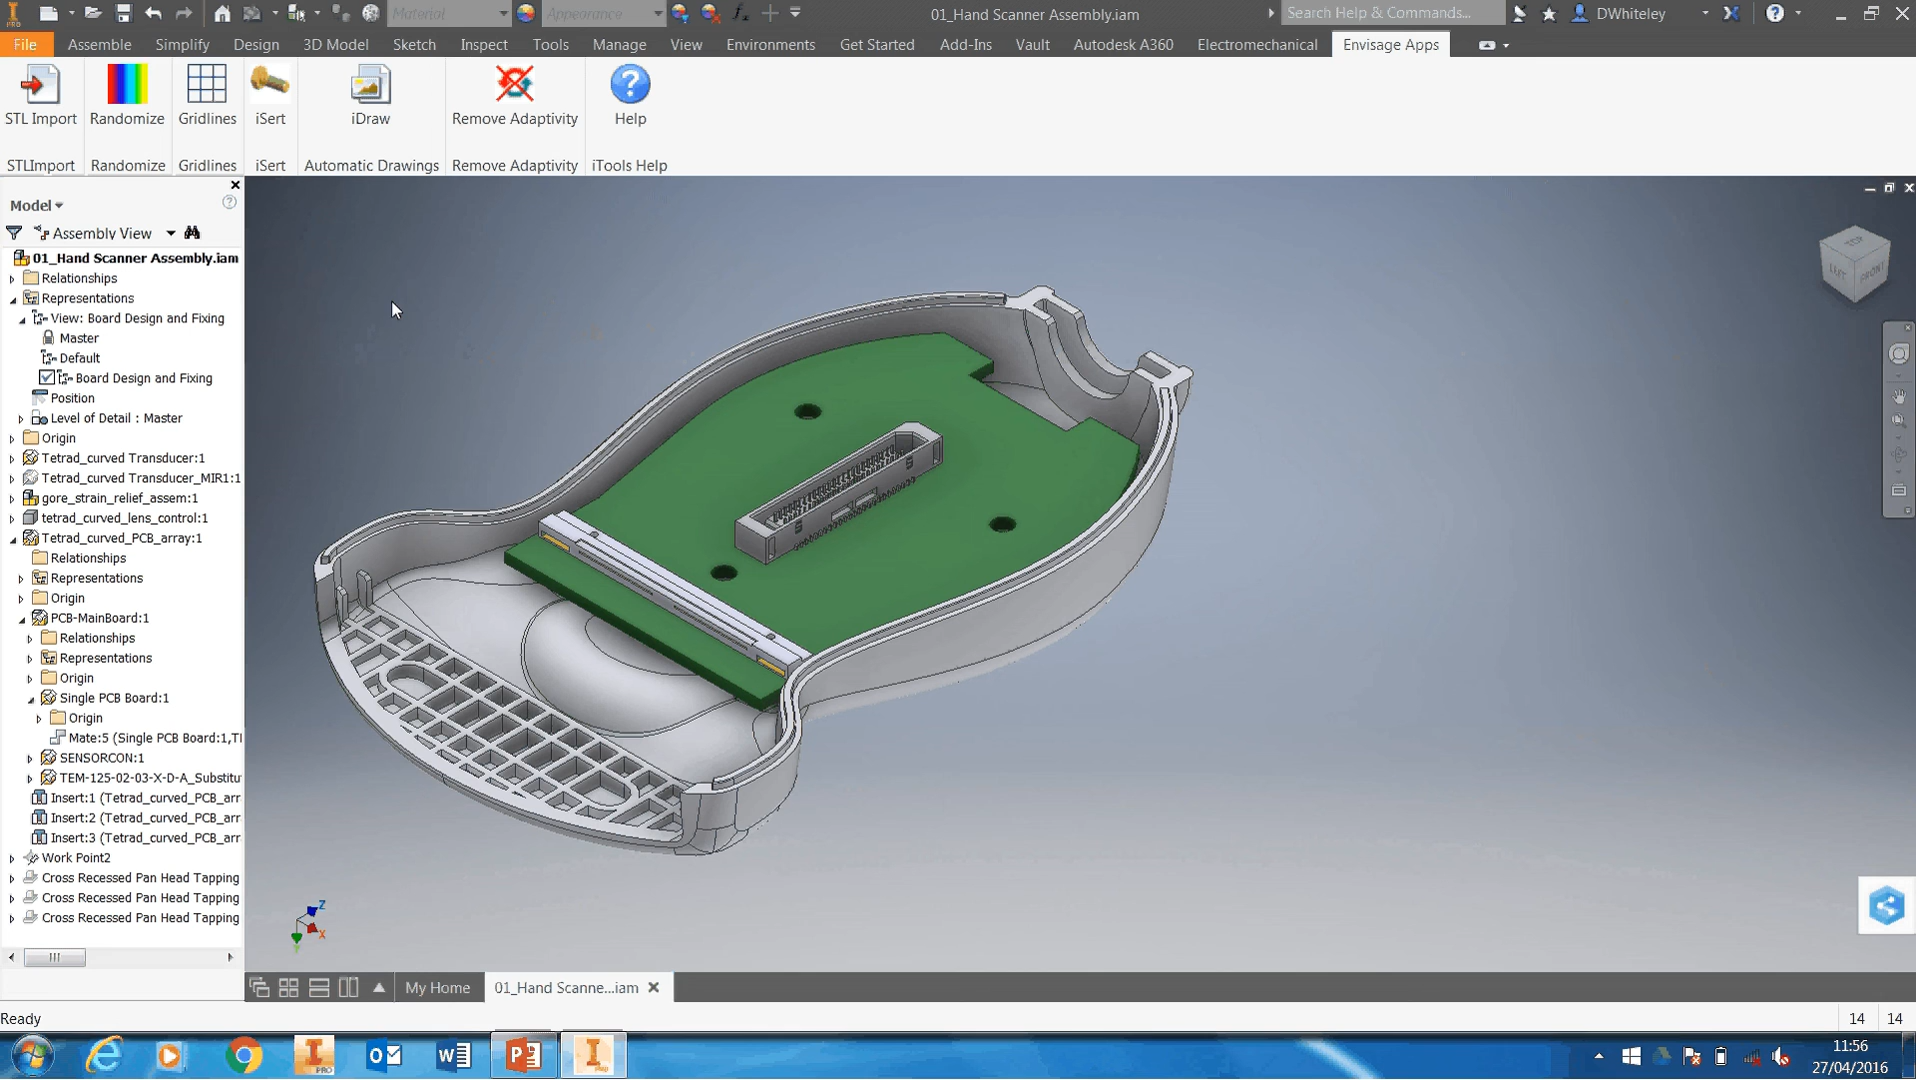 Material
Appearance
01_Hand Scanner Assembly.iam
Search Help & Commands...
DWhiteley
File Assemble Simplify Design 3D Model Sketch Inspect Tools Manage View Environments Get Started Add-Ins Vault Autodesk A360 Electromechanical Envisage Apps
STL Import Randomize Gridlines iSert iDraw Remove Adaptivity Help
STLImport Randomize Gridlines iSert Automatic Drawings Remove Adaptivity iTools Help
Model
Assembly View
01_Hand Scanner Assembly.iam
Relationships
Representations
View: Board Design and Fixing
Master
Default
Board Design and Fixing
Position
Level of Detail : Master
Origin
Tetrad_curved Transducer:1
Tetrad_curved Transducer_MIR1:1
gore_strain_relief_assem:1
tetrad_curved_lens_control:1
Tetrad_curved_PCB_array:1
Relationships
Representations
Origin
PCB-MainBoard:1
Relationships
Representations
Origin
Single PCB Board:1
Origin
Mate:5 (Single PCB Board:1,TI
SENSORCON:1
TEM-125-02-03-X-D-A_Substitu
Insert:1 (Tetrad_curved_PCB_arr
Insert:2 (Tetrad_curved_PCB_arr
Insert:3 (Tetrad_curved_PCB_arr
Work Point2
Cross Recessed Pan Head Tapping
Cross Recessed Pan Head Tapping
Cross Recessed Pan Head Tapping
TOP
LEFT FRONT
Z
X
My Home 01_Hand Scanne...iam
Ready
14 14
11:56
27/04/2016